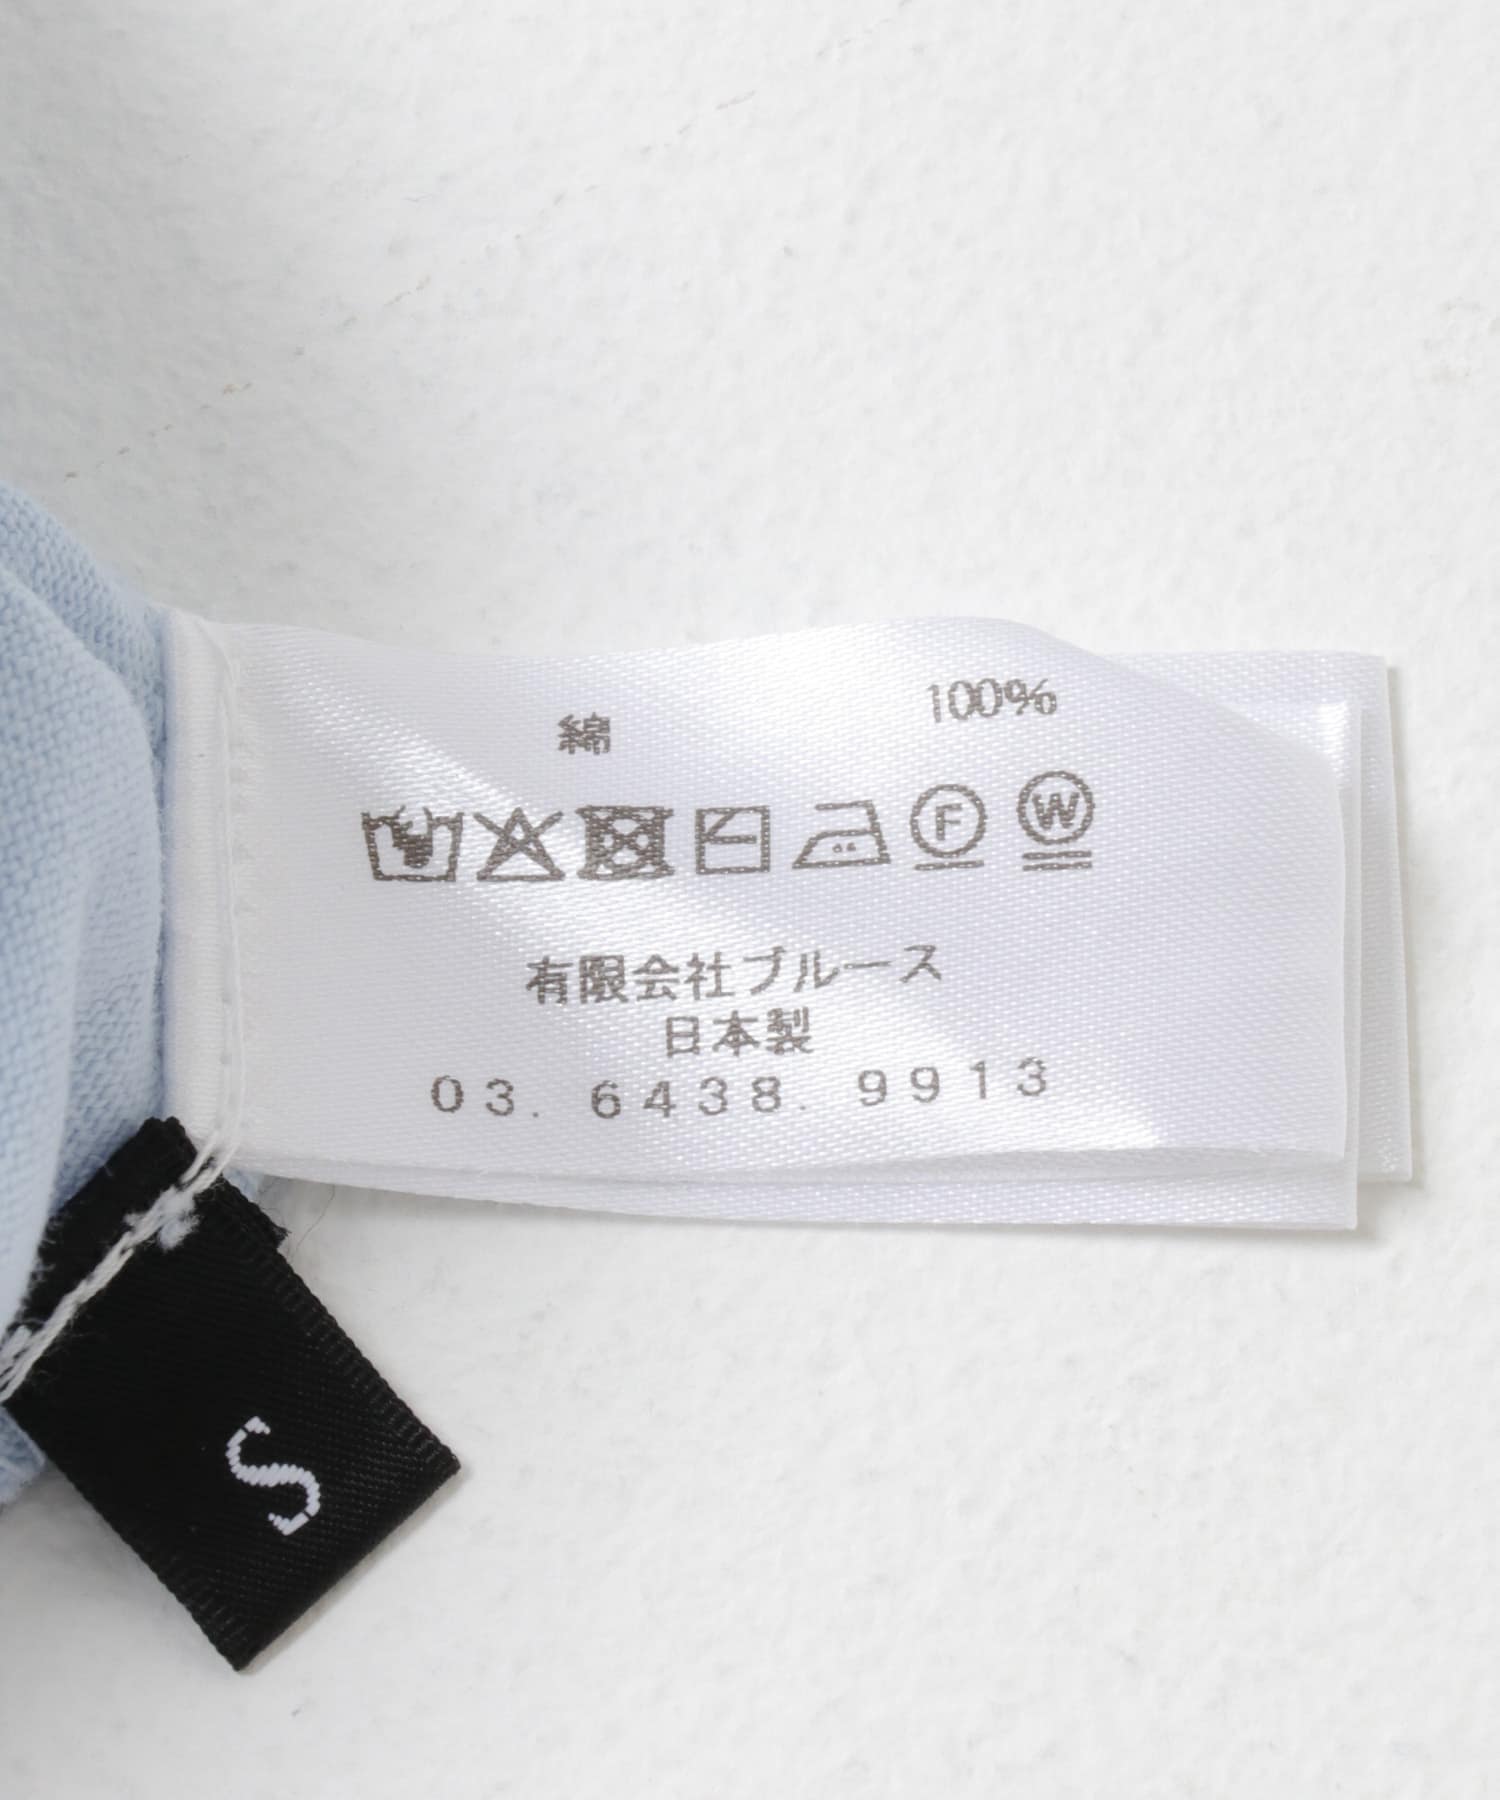 綿 100%
F W
有限会社ブルース
日本製
03. 6438. 9913
S